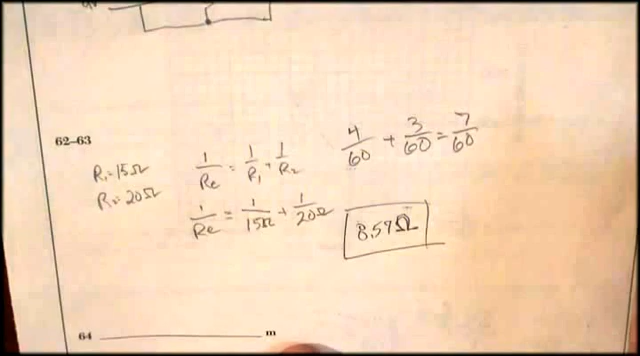 62–63
R₁=15Ω
R₂=20Ω
1/Re = 1/R₁ + 1/R₂
1/Re = 1/15Ω + 1/20Ω
4/60 + 3/60 = 7/60
8.57Ω
64 ____________________ m